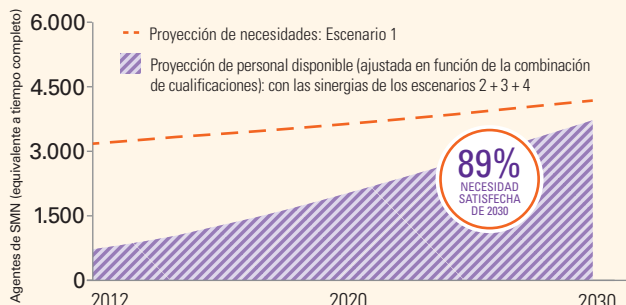 Agentes de SMN (equivalente a tiempo completo)
6.000
4.500
3.000
1.500
0
Proyección de necesidades: Escenario 1
Proyección de personal disponible (ajustada en función de la combinación
de cualificaciones): con las sinergias de los escenarios 2 + 3 + 4
89%
NECESIDAD
SATISFECHA
DE 2030
2012
2020
2030